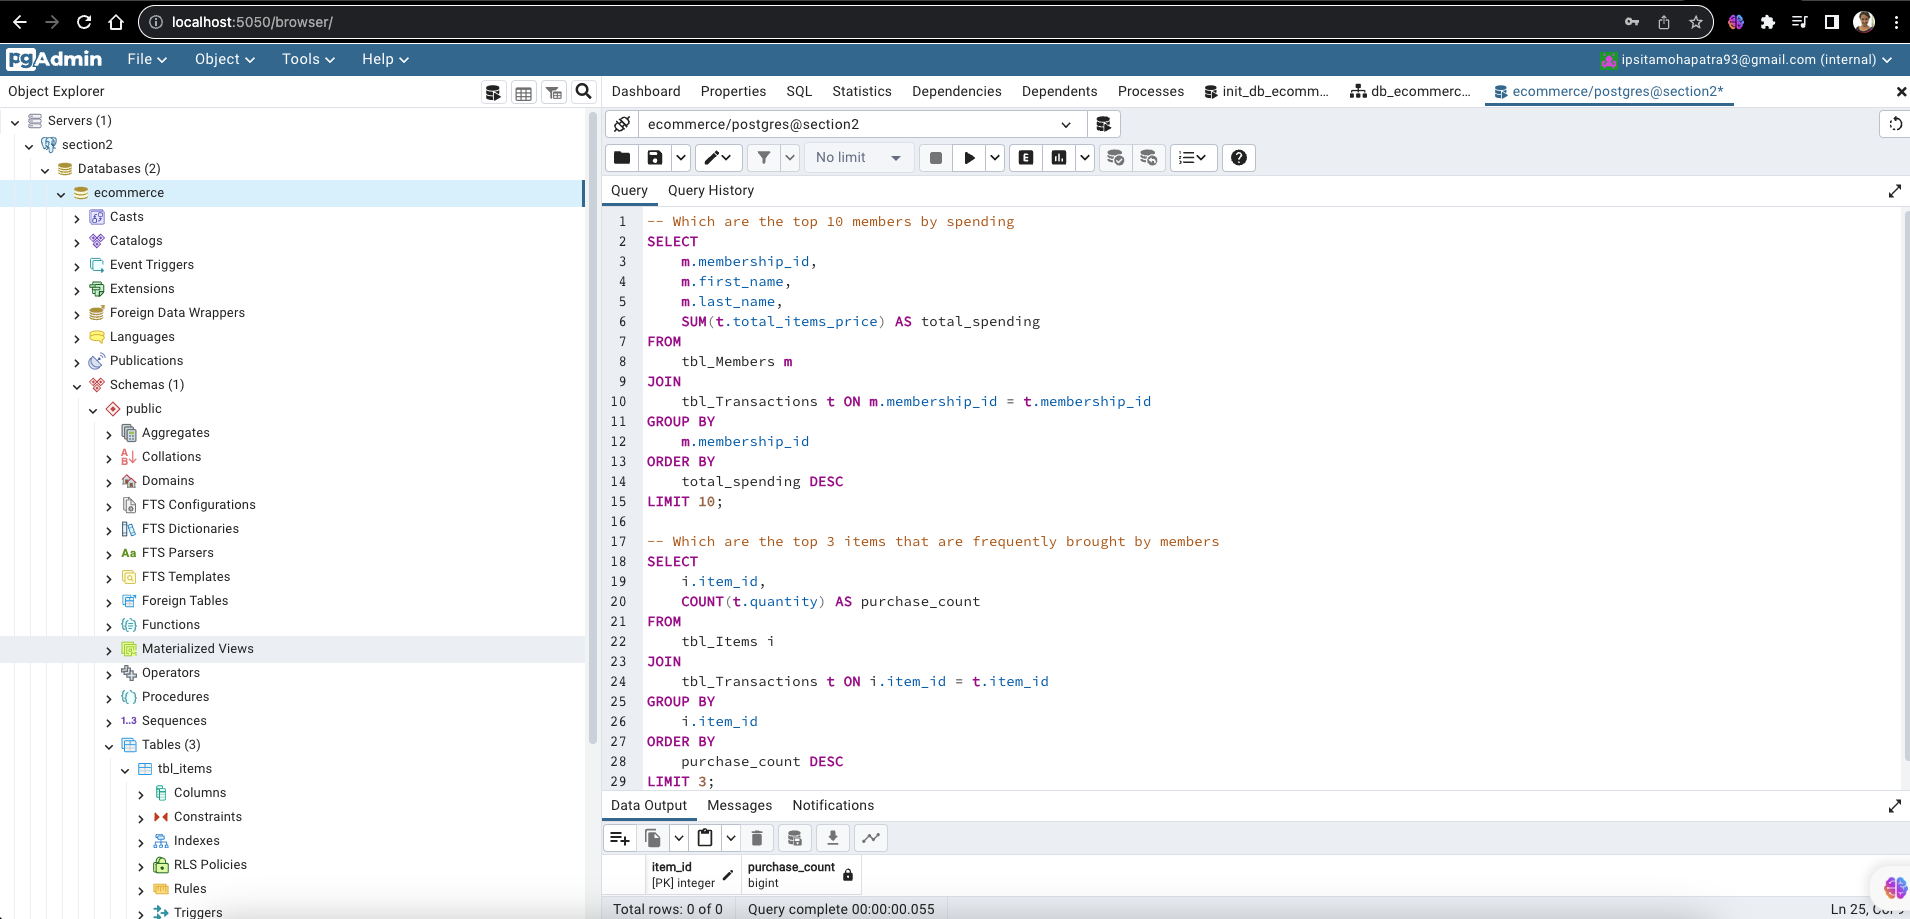 localhost:5050/browser/
pgAdmin File Object Tools Help ipsitamohapatra93@gmail.com (internal)
Object Explorer
Dashboard Properties SQL Statistics Dependencies Dependents Processes init_db_ecomm... db_ecommerc... ecommerce/postgres@section2*
Servers (1)
section2
Databases (2)
ecommerce
Casts
Catalogs
Event Triggers
Extensions
Foreign Data Wrappers
Languages
Publications
Schemas (1)
public
Aggregates
Collations
Domains
FTS Configurations
FTS Dictionaries
Aa FTS Parsers
FTS Templates
Foreign Tables
Functions
Materialized Views
Operators
Procedures
1..3 Sequences
Tables (3)
tbl_items
Columns
Constraints
Indexes
RLS Policies
Rules
Triggers
ecommerce/postgres@section2
No limit E
Query Query History
1 -- Which are the top 10 members by spending
2 SELECT
3 m.membership_id,
4 m.first_name,
5 m.last_name,
6 SUM(t.total_items_price) AS total_spending
7 FROM
8 tbl_Members m
9 JOIN
10 tbl_Transactions t ON m.membership_id = t.membership_id
11 GROUP BY
12 m.membership_id
13 ORDER BY
14 total_spending DESC
15 LIMIT 10;
16
17 -- Which are the top 3 items that are frequently brought by members
18 SELECT
19 i.item_id,
20 COUNT(t.quantity) AS purchase_count
21 FROM
22 tbl_Items i
23 JOIN
24 tbl_Transactions t ON i.item_id = t.item_id
25 GROUP BY
26 i.item_id
27 ORDER BY
28 purchase_count DESC
29 LIMIT 3;
Data Output Messages Notifications
item_id purchase_count
[PK] integer bigint
Total rows: 0 of 0 Query complete 00:00:00.055
Ln 25,